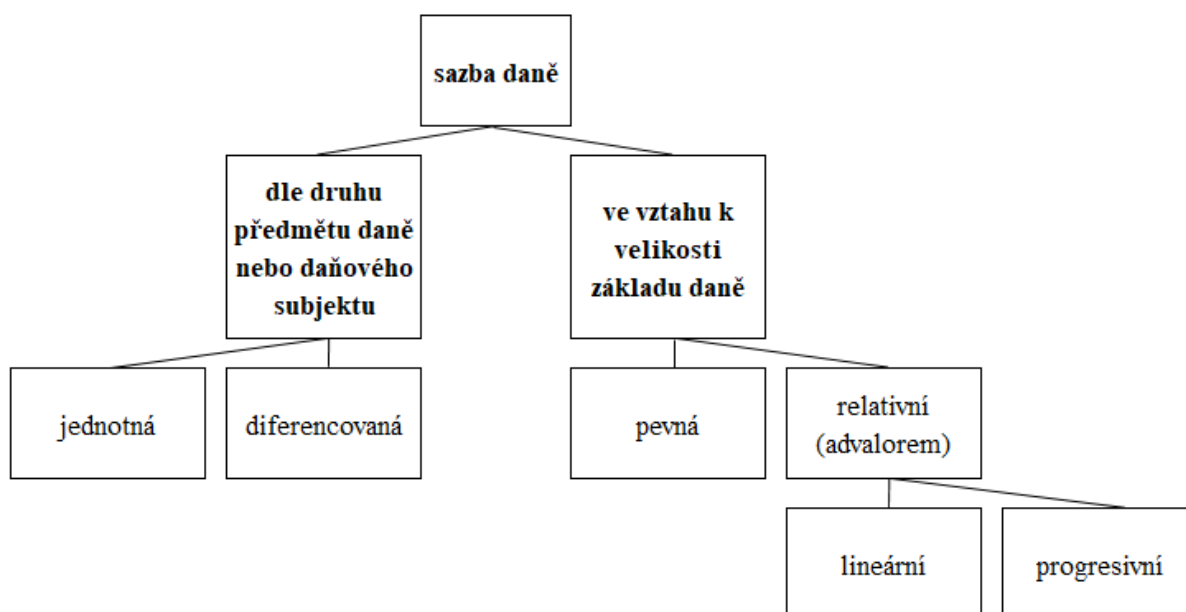 sazba daně
dle druhu
předmětu daně
nebo daňového
subjektu
ve vztahu k
velikosti
základu daně
jednotná
diferencovaná
pevná
relativní
(advalorem)
lineární
progresivní